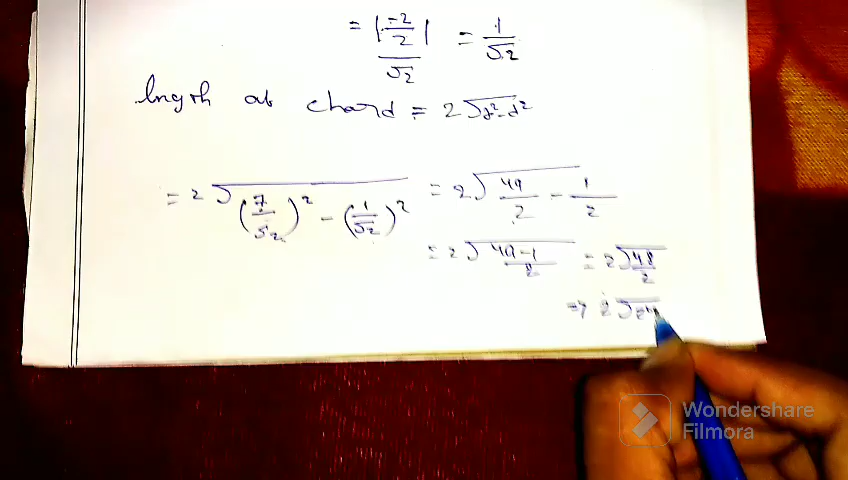 = |-2/2| / √2 = 1/√2
lngth of chord = 2√r²-d²
= 2√(7/√2)² - (1/√2)² = 2√49/2 - 1/2
= 2√49-1/2 = 2√48/2
=> 2√24
Wondershare
Filmora